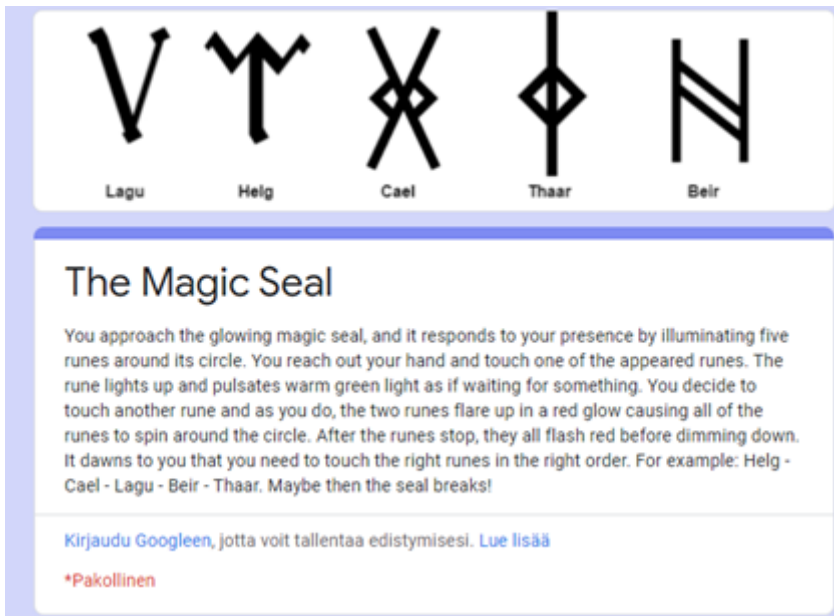 Lagu Helg Cael Thaar Beir
The Magic Seal
You approach the glowing magic seal, and it responds to your presence by illuminating five
runes around its circle. You reach out your hand and touch one of the appeared runes. The
rune lights up and pulsates warm green light as if waiting for something. You decide to
touch another rune and as you do, the two runes flare up in a red glow causing all of the
runes to spin around the circle. After the runes stop, they all flash red before dimming down.
It dawns to you that you need to touch the right runes in the right order. For example: Helg -
Cael - Lagu - Beir - Thaar. Maybe then the seal breaks!
Kirjaudu Googleen, jotta voit tallentaa edistymisesi. Lue lisää
*Pakollinen